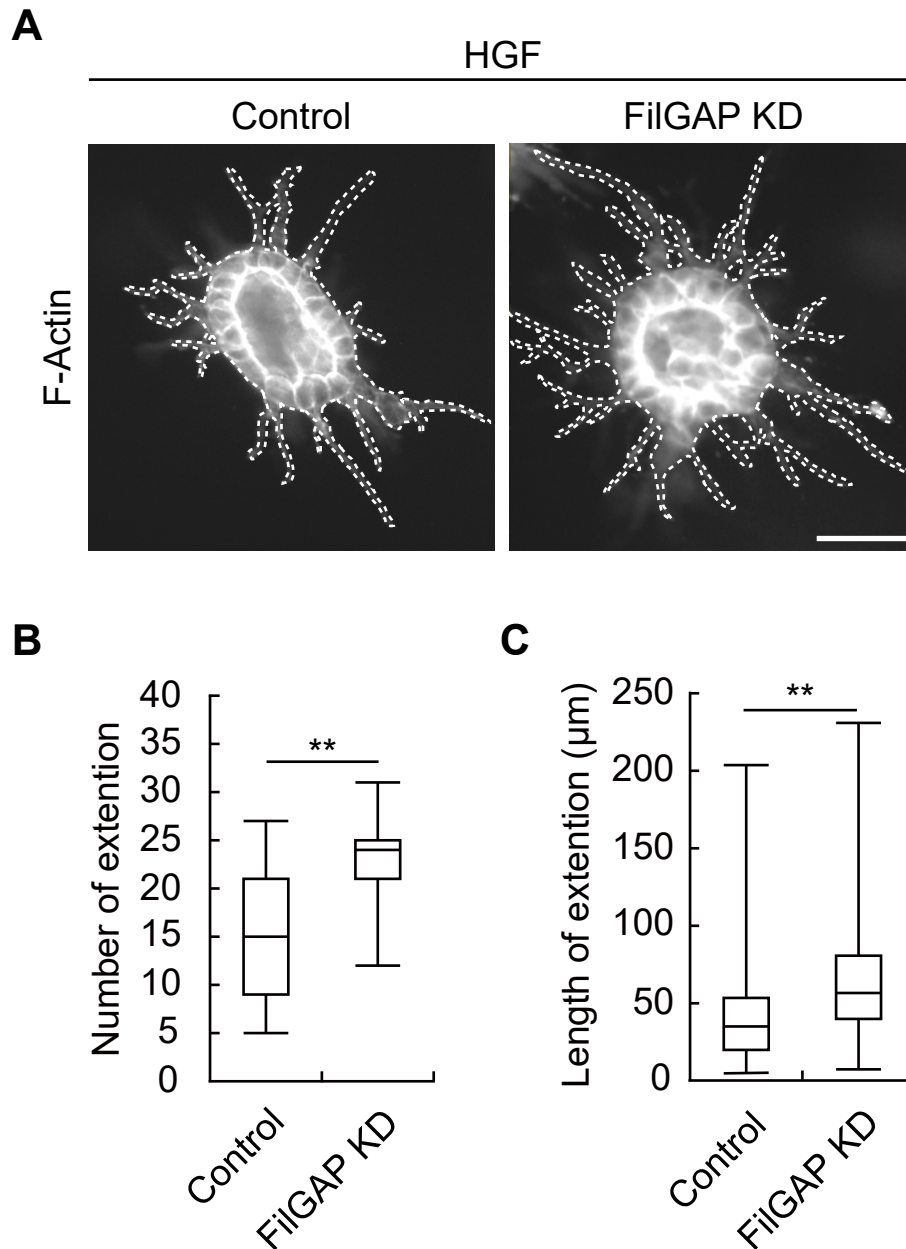 A
HGF
Control FilGAP KD
F-Actin
B
Number of extention
40
35
30
25
20
15
10
5
0
**
Control
FilGAP KD
C
Length of extention (μm)
250
200
150
100
50
0
**
Control
FilGAP KD